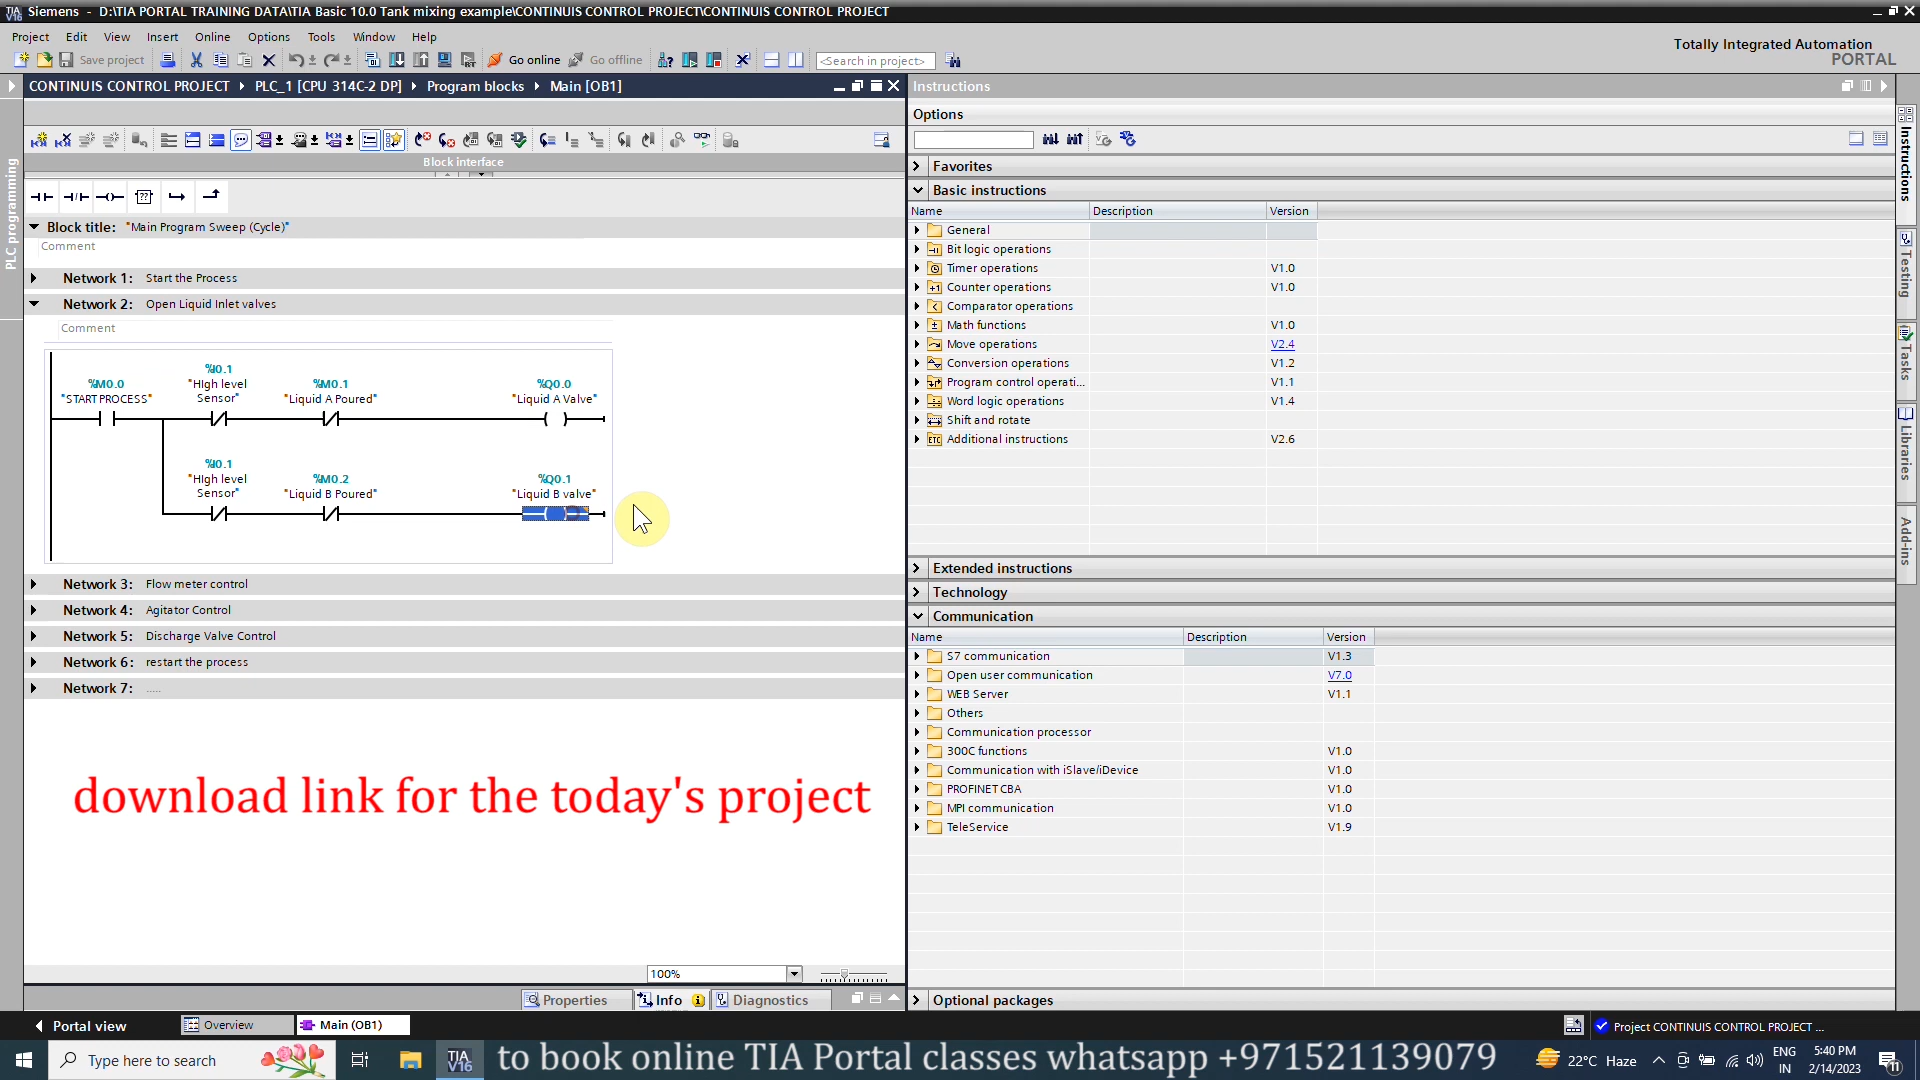 Siemens - D:\TIA PORTAL TRAINING DATA\TIA Basic 10.0 Tank mixing example\CONTINUIS CONTROL PROJECT\CONTINUIS CONTROL PROJECT
Project Edit View Insert Online Options Tools Window Help
Totally Integrated Automation
PORTAL
Save project Go online Go offline <Search in project>
CONTINUIS CONTROL PROJECT PLC_1 [CPU 314C-2 DP] Program blocks Main [OB1]
Block interface
PLC programming
Block title: "Main Program Sweep (Cycle)"
Comment
Network 1: Start the Process
Network 2: Open Liquid Inlet valves
Comment
%M0.0
"START PROCESS"
%I0.1
"HIgh level
Sensor"
%M0.1
"Liquid A Poured"
%Q0.0
"Liquid A Valve"
%I0.1
"HIgh level
Sensor"
%M0.2
"Liquid B Poured"
%Q0.1
"Liquid B valve"
Network 3: Flow meter control
Network 4: Agitator Control
Network 5: Discharge Valve Control
Network 6: restart the process
Network 7: .....
download link for the today's project
100%
Properties Info Diagnostics
Instructions
Options
Favorites
Basic instructions
Name Description Version
General
Bit logic operations
Timer operations V1.0
Counter operations V1.0
Comparator operations
Math functions V1.0
Move operations V2.4
Conversion operations V1.2
Program control operati... V1.1
Word logic operations V1.4
Shift and rotate
Additional instructions V2.6
Extended instructions
Technology
Communication
Name Description Version
S7 communication V1.3
Open user communication V7.0
WEB Server V1.1
Others
Communication processor
300C functions V1.0
Communication with iSlave/iDevice V1.0
PROFINET CBA V1.0
MPI communication V1.0
TeleService V1.9
Optional packages
Instructions
Testing
Tasks
Libraries
Add-ins
Portal view Overview Main (OB1) Project CONTINUIS CONTROL PROJECT ...
Type here to search
TIA
V16
to book online TIA Portal classes whatsapp +971521139079
22°C Haze
ENG
IN
5:40 PM
2/14/2023
11